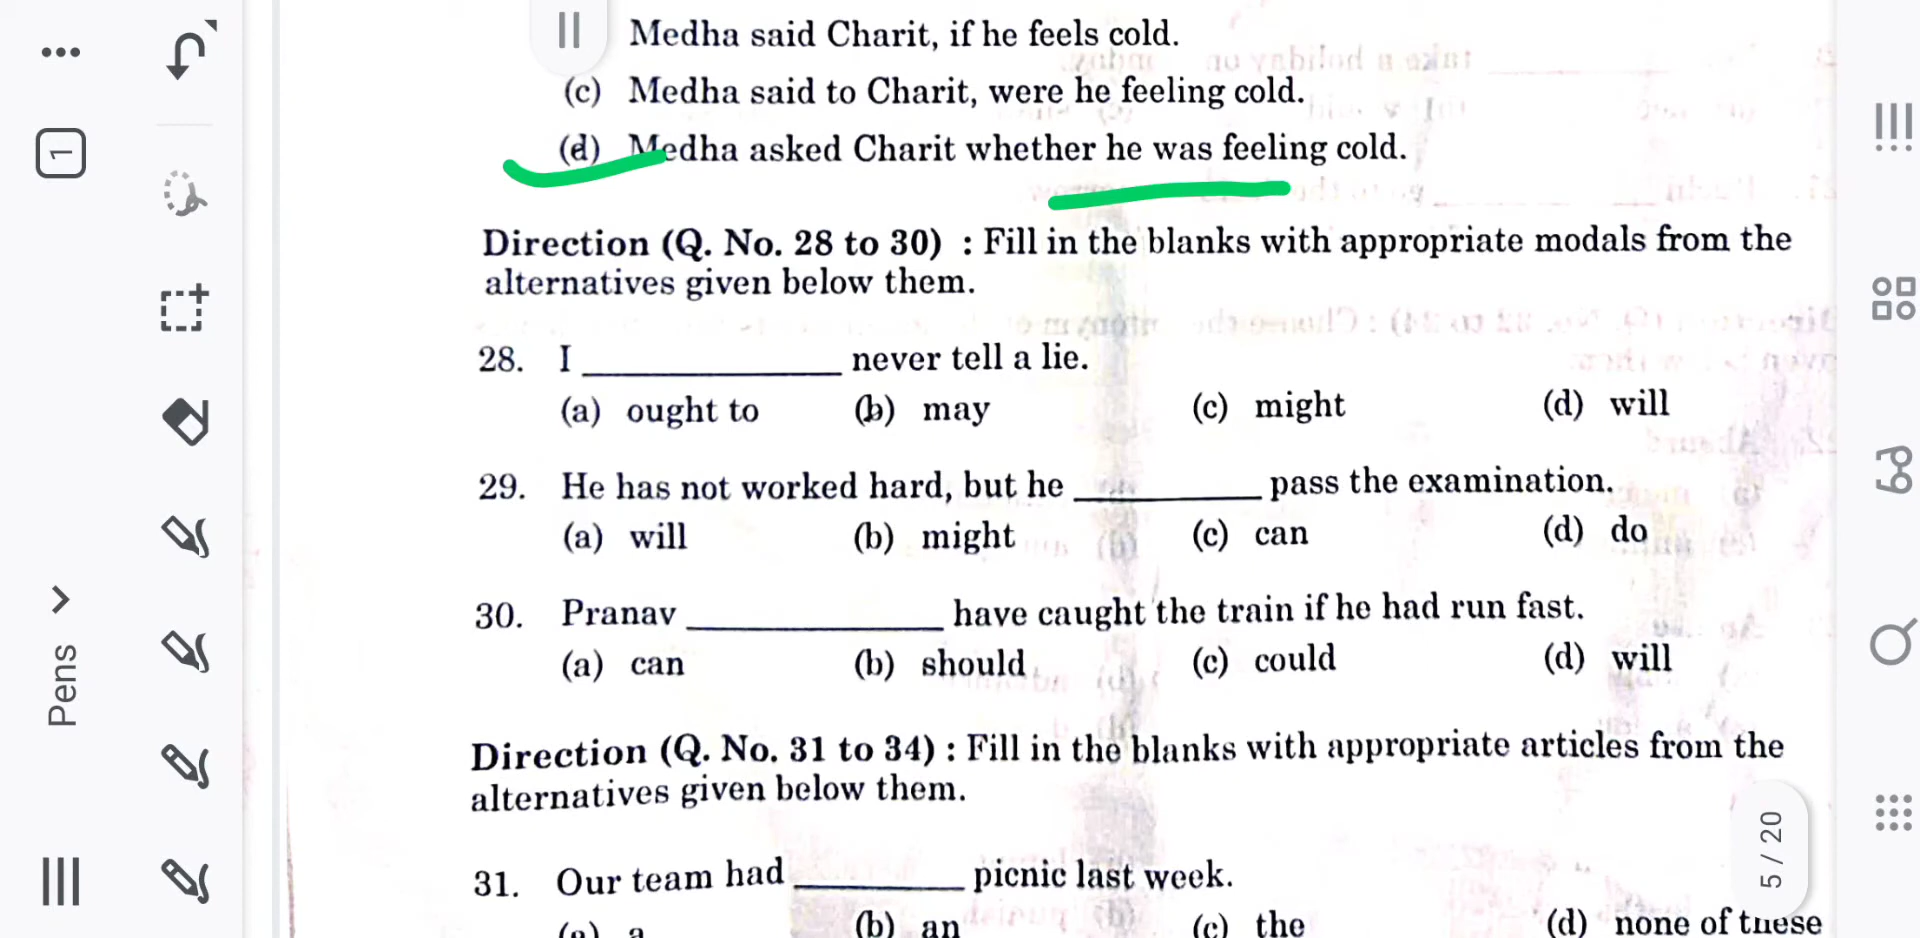 Medha said Charit, if he feels cold.
(c) Medha said to Charit, were he feeling cold.
(d) Medha asked Charit whether he was feeling cold.
Direction (Q. No. 28 to 30) : Fill in the blanks with appropriate modals from the
alternatives given below them.
28. I ____________ never tell a lie.
(a) ought to (b) may (c) might (d) will
29. He has not worked hard, but he _________ pass the examination.
(a) will (b) might (c) can (d) do
30. Pranav ____________ have caught the train if he had run fast.
(a) can (b) should (c) could (d) will
Direction (Q. No. 31 to 34) : Fill in the blanks with appropriate articles from the
alternatives given below them.
31. Our team had ________ picnic last week.
(a) a (b) an (c) the (d) none of these
Pens
1
5 / 20